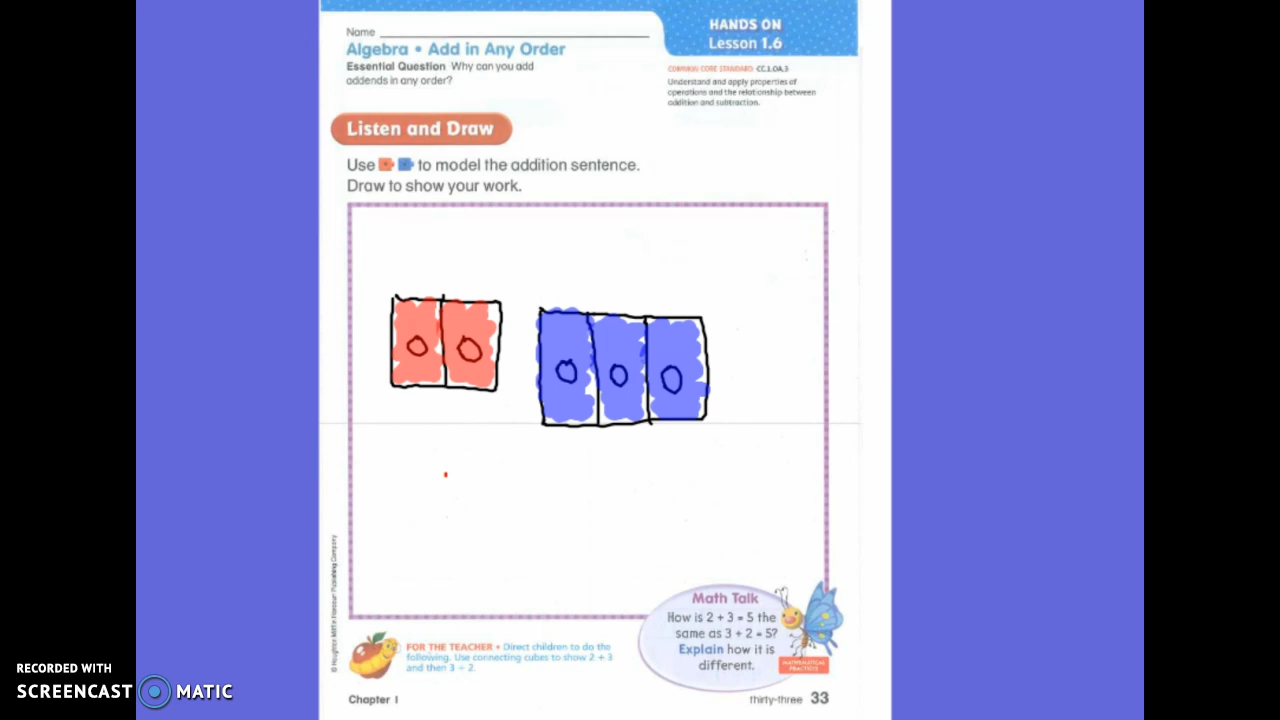 Name
HANDS ON
Lesson 1.6
Algebra • Add in Any Order
Essential Question Why can you add
addends in any order?
COMMON CORE STANDARD CC.1.OA.3
Understand and apply properties of
operations and the relationship between
addition and subtraction.
Listen and Draw
Use to model the addition sentence.
Draw to show your work.
© Houghton Mifflin Harcourt Publishing Company
Math Talk
How is 2 + 3 = 5 the
same as 3 + 2 = 5?
Explain how it is
different.
MATHEMATICAL
PRACTICES
FOR THE TEACHER • Direct children to do the
following. Use connecting cubes to show 2 + 3
and then 3 + 2.
Chapter 1
thirty-three 33
RECORDED WITH
SCREENCAST MATIC